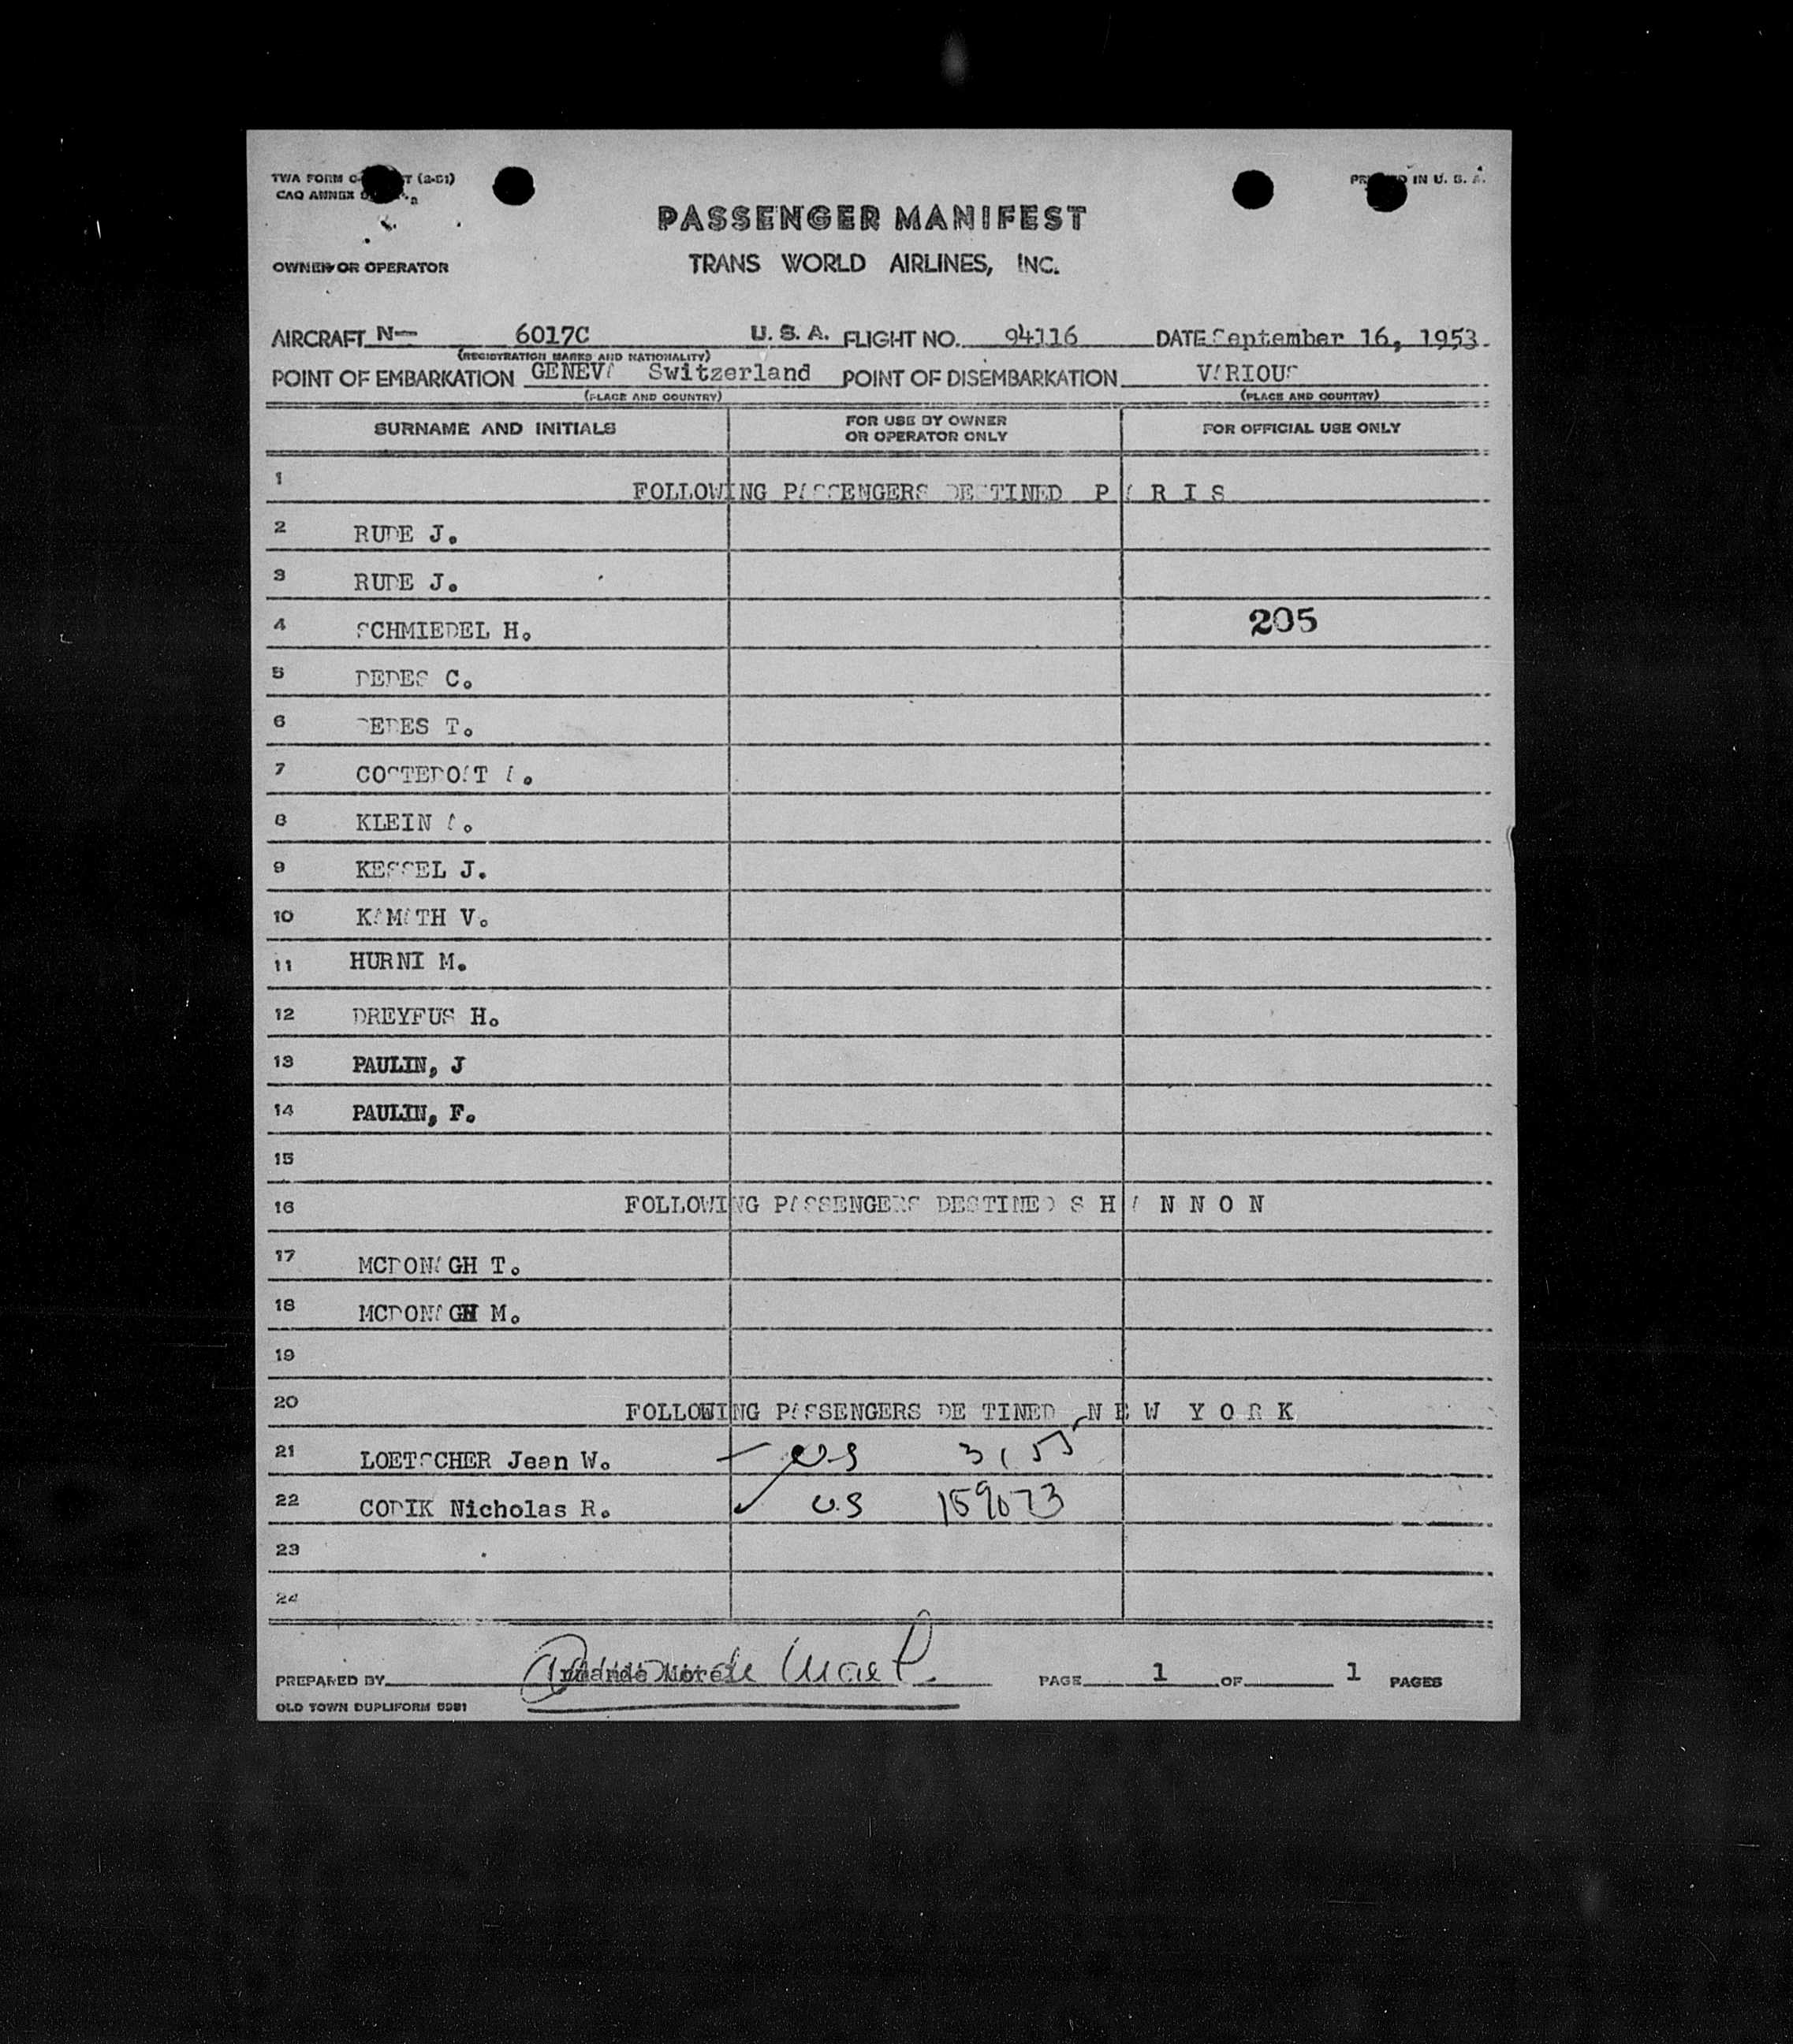 TWA FORM (2-51) PRINTED IN U. S. A.
CAO ANNEX
PASSENGER MANIFEST
OWNER OR OPERATOR TRANS WORLD AIRLINES, INC.
AIRCRAFT N- 6017C U. S. A. FLIGHT NO. 94116 DATE September 16, 1953
(REGISTRATION MARKS AND NATIONALITY)
POINT OF EMBARKATION GENEVA Switzerland POINT OF DISEMBARKATION VARIOUS
(PLACE AND COUNTRY) (PLACE AND COUNTRY)
SURNAME AND INITIALS FOR USE BY OWNER OR OPERATOR ONLY FOR OFFICIAL USE ONLY
1 FOLLOWING PASSENGERS DESTINED P A R I S
2 RUDE J.
3 RUDE J.
4 SCHMIEDEL H. 205
5 DEDES C.
6 DEDES T.
7 COSTEDOAT A.
8 KLEIN A.
9 KESSEL J.
10 KAMATH V.
11 HURNI M.
12 DREYFUS H.
13 PAULIN, J
14 PAULIN, F.
15
16 FOLLOWING PASSENGERS DESTINED S H A N N O N
17 MCDONAGH T.
18 MCDONAGH M.
19
20 FOLLOWING PASSENGERS DESTINED N E W Y O R K
21 LOETSCHER Jean W. U.S
22 CODIK Nicholas R. U.S 159073
23
24
PREPARED BY PAGE 1 OF 1 PAGES
OLD TOWN DUPLIFORM 5981